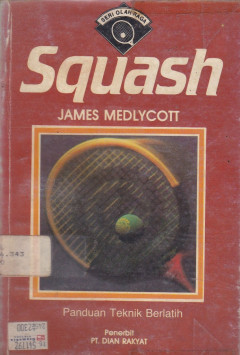 SERI OLAHRAGA
Squash
JAMES MEDLYCOTT
Panduan Teknik Berlatih
Penerbit
PT. DIAN RAKYAT